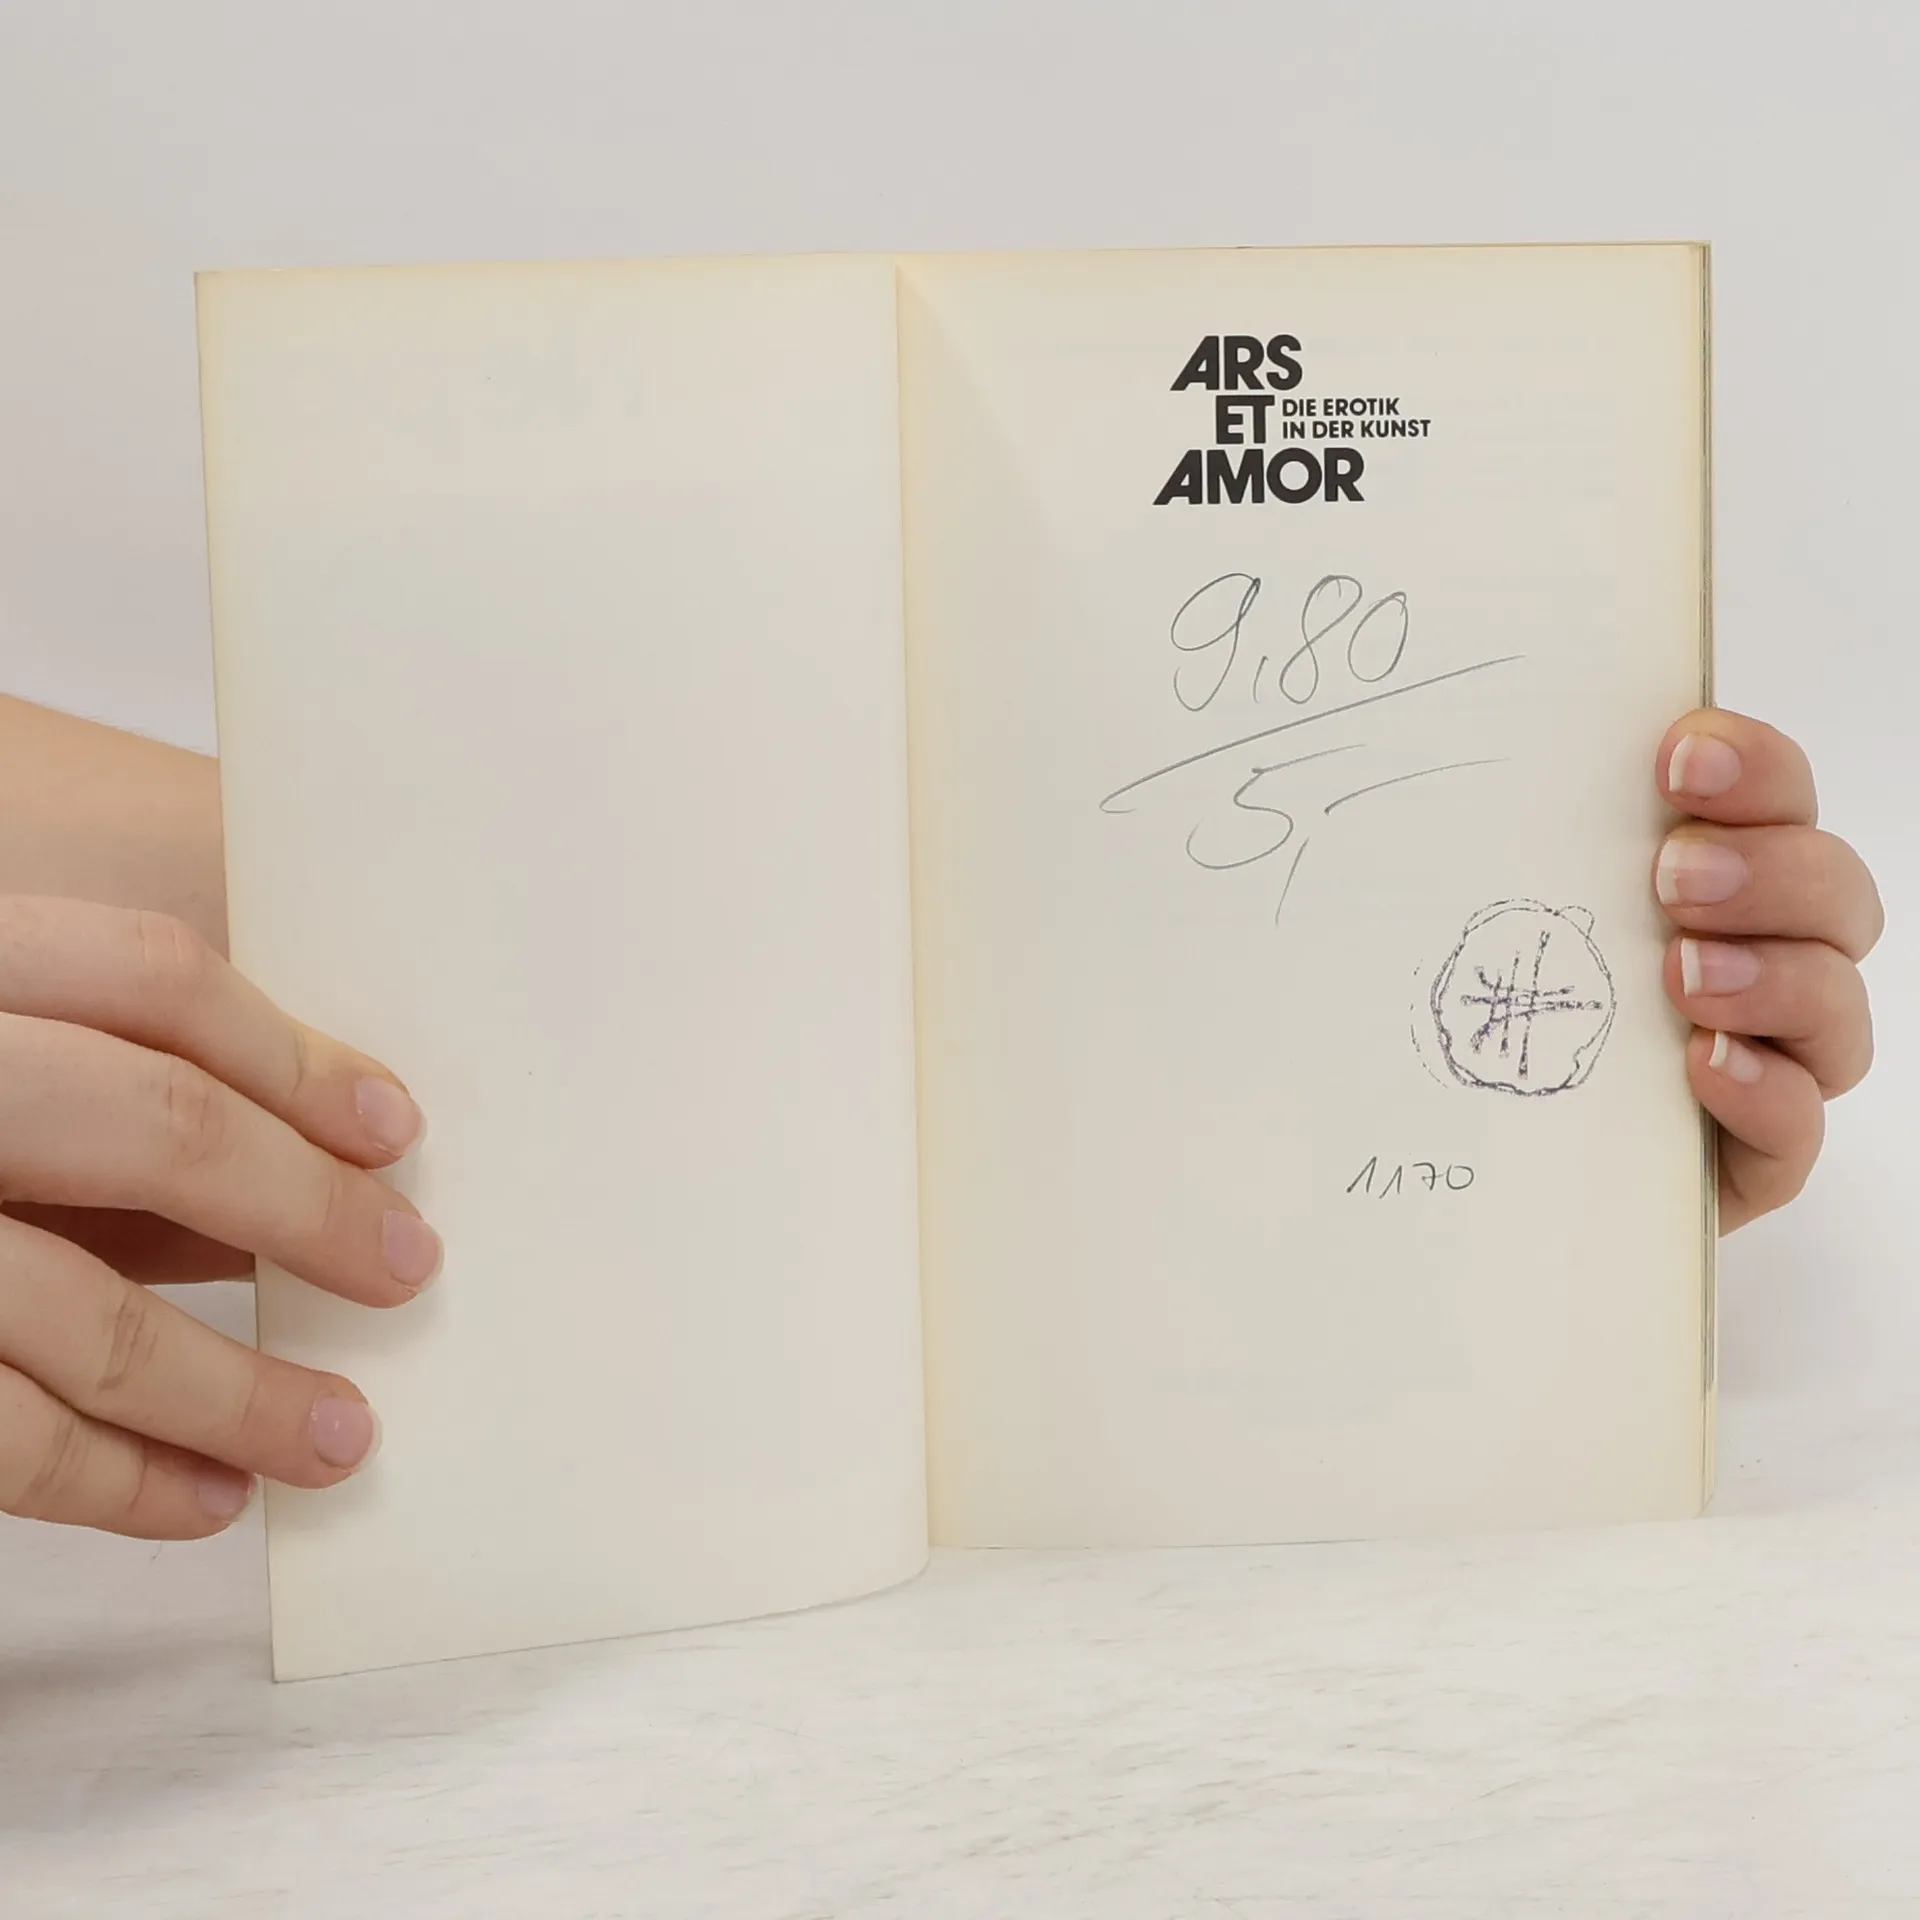 ARS
ET DIE EROTIK
IN DER KUNST
AMOR
9,80
5,-
1170